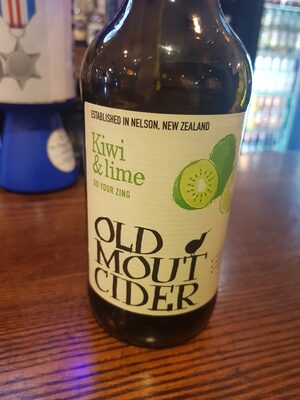 ESTABLISHED IN NELSON, NEW ZEALAND
Kiwi
& lime
DO YOUR ZING
OLD
MOUT
CIDER